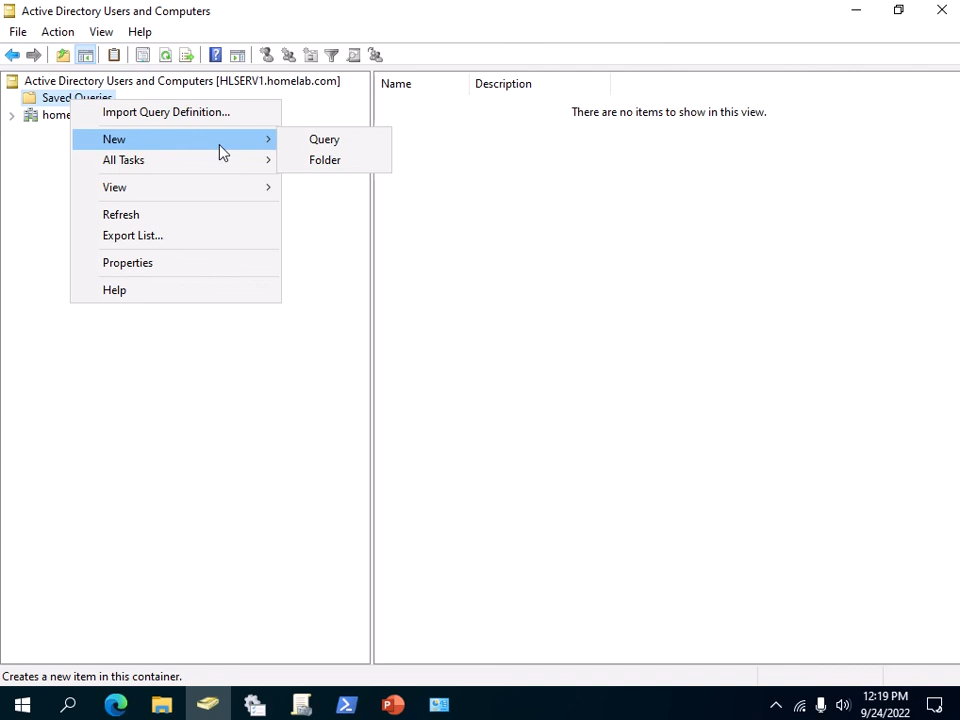 Active Directory Users and Computers
File Action View Help
Active Directory Users and Computers [HLSERV1.homelab.com]
Saved Queries
home
Import Query Definition...
New
All Tasks
View
Refresh
Export List...
Properties
Help
Query
Folder
Name Description
There are no items to show in this view.
Creates a new item in this container.
12:19 PM
9/24/2022